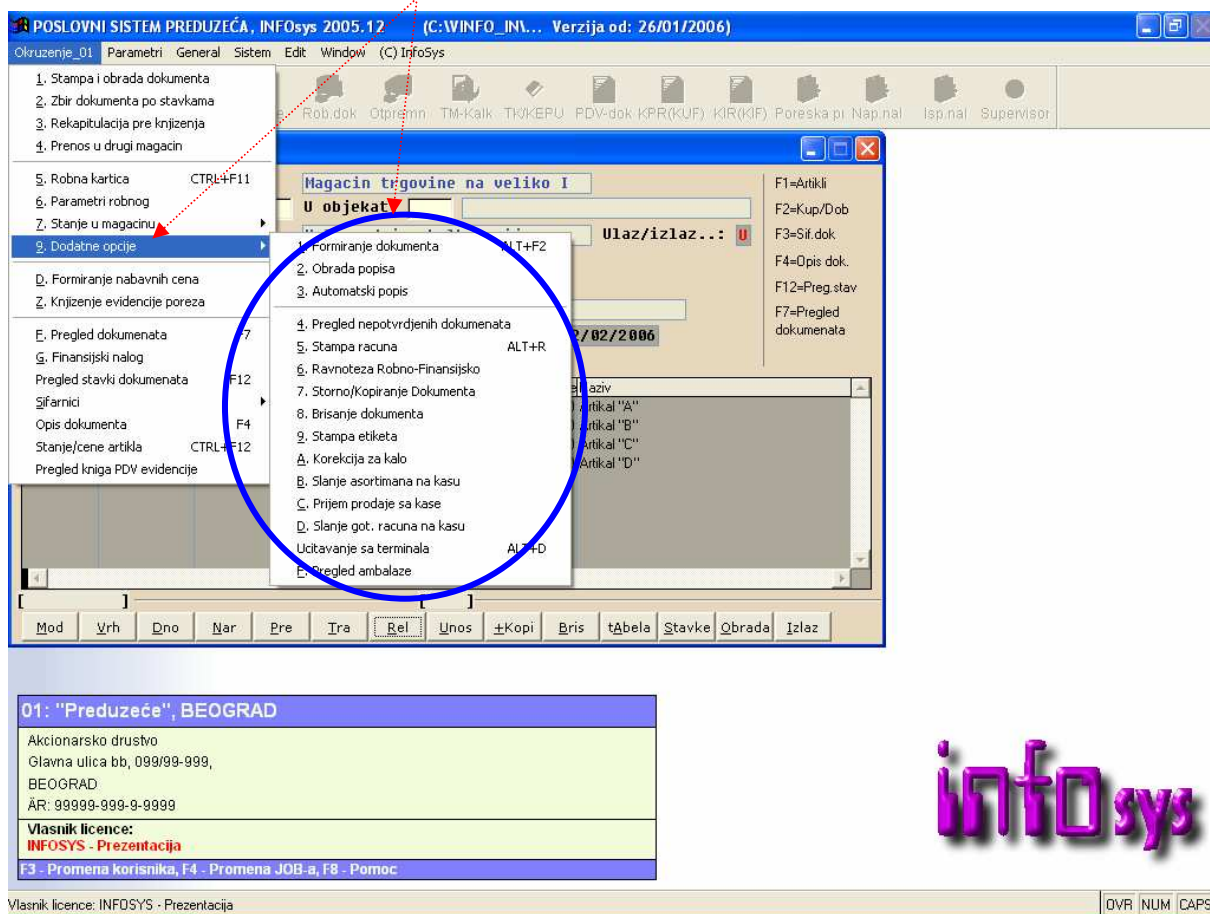 POSLOVNI SISTEM PREDUZEĆA, INFOsys 2005.12 (C:\WINFO_IN\... Verzija od: 26/01/2006)
Okruzenje_01 Parametri General Sistem Edit Window (C) InfoSys
Rob.dok Otpremn TM-Kalk TK/KEPU PDV-dok KPR(KUF) KIR(KIF) Poreska pi Nap.nal Isp.nal Supervisor
1. Stampa i obrada dokumenta
2. Zbir dokumenta po stavkama
3. Rekapitulacija pre knjizenja
4. Prenos u drugi magacin
5. Robna kartica CTRL+F11
6. Parametri robnog
7. Stanje u magacinu
9. Dodatne opcije
D. Formiranje nabavnih cena
Z. Knjizenje evidencije poreza
F. Pregled dokumenata F7
G. Finansijski nalog
Pregled stavki dokumenata F12
Sifarnici
Opis dokumenta F4
Stanje/cene artikla CTRL+F12
Pregled kniga PDV evidencije
Magacin trgovine na veliko I
U objekat
Ulaz/izlaz..: U
2/02/2006
F1=Artikli
F2=Kup/Dob
F3=Sif.dok
F4=Opis dok.
F12=Preg.stav
F7=Pregled
dokumenata
1. Formiranje dokumenta ALT+F2
2. Obrada popisa
3. Automatski popis
4. Pregled nepotvrdjenih dokumenata
5. Stampa racuna ALT+R
6. Ravnoteza Robno-Finansijsko
7. Storno/Kopiranje Dokumenta
8. Brisanje dokumenta
9. Stampa etiketa
A. Korekcija za kalo
B. Slanje asortimana na kasu
C. Prijem prodaje sa kase
D. Slanje got. racuna na kasu
Ucitavanje sa terminala ALT+D
E. Pregled ambalaze
Naziv
Artikal "A"
Artikal "B"
Artikal "C"
Artikal "D"
[ ] [ ]
Mod Vrh Dno Nar Pre Tra Rel Unos +Kopi Bris tAbela Stavke Obrada Izlaz
01: "Preduzeće", BEOGRAD
Akcionarsko drustvo
Glavna ulica bb, 099/99-999,
BEOGRAD
ÄR: 99999-999-9-9999
Vlasnik licence:
INFOSYS - Prezentacija
F3 - Promena korisnika, F4 - Promena JOB-a, F8 - Pomoc
infosys
Vlasnik licence: INFOSYS - Prezentacija OVR NUM CAPS